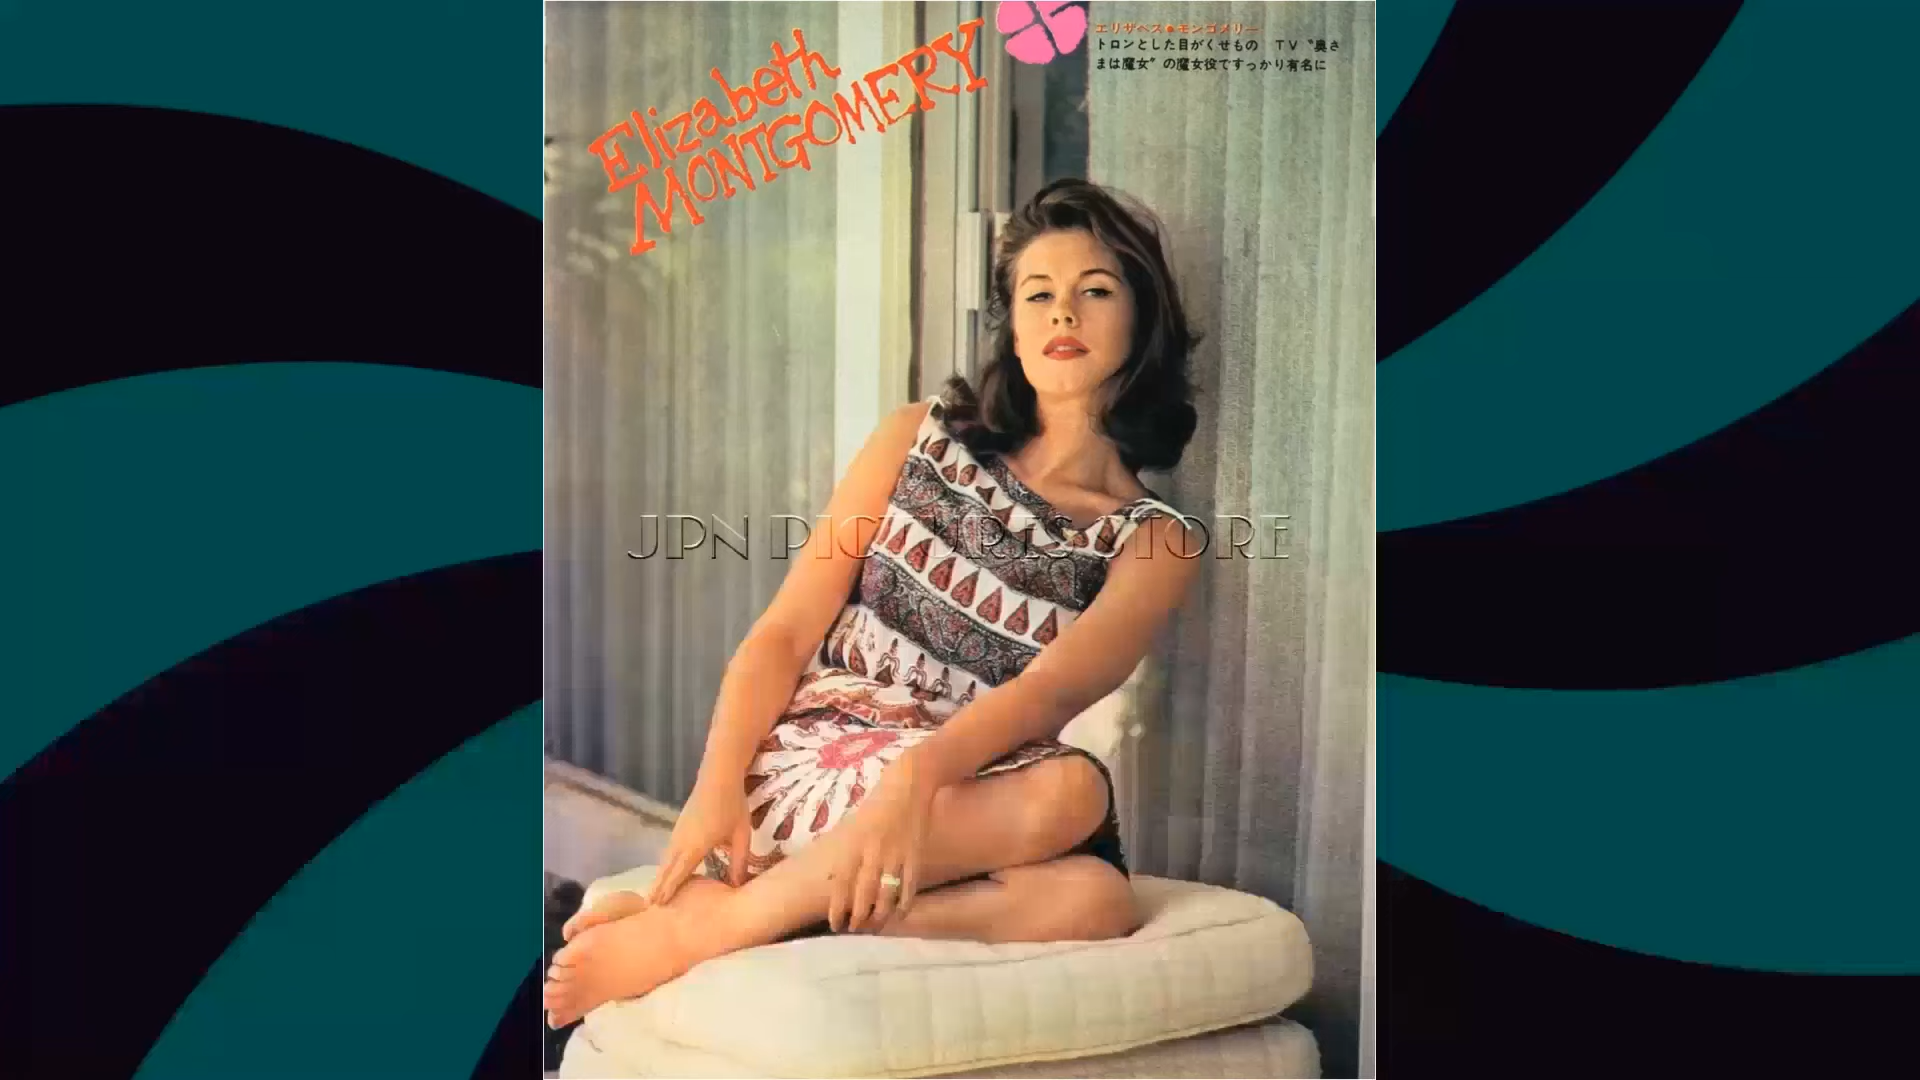 Elizabeth
MONTGOMERY
エリザベス●モンゴメリー
トロンとした目がくせもの　TV〝奥さ
まは魔女〞の魔女役ですっかり有名に
JPN PICTURES STORE